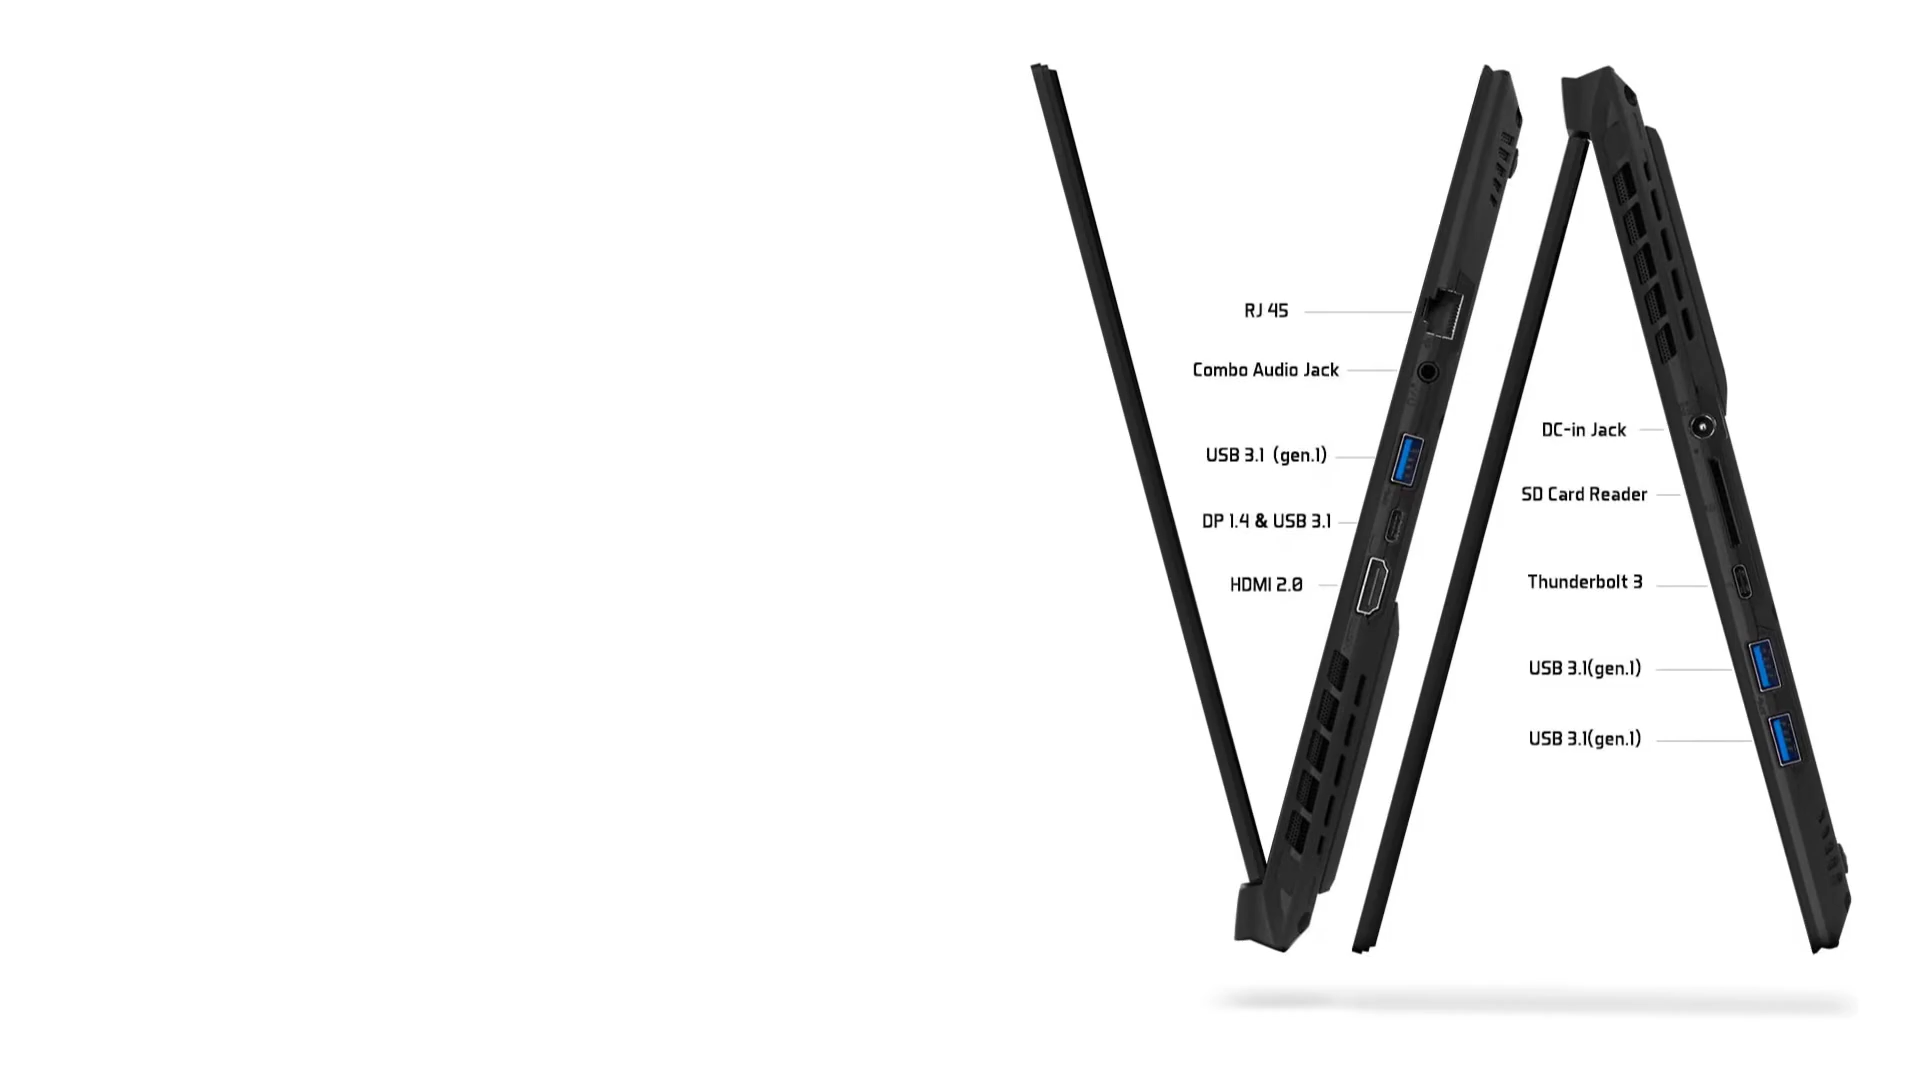 RJ 45
Combo Audio Jack
USB 3.1 (gen.1)
DP 1.4 & USB 3.1
HDMI 2.0
DC-in Jack
SD Card Reader
Thunderbolt 3
USB 3.1(gen.1)
USB 3.1(gen.1)